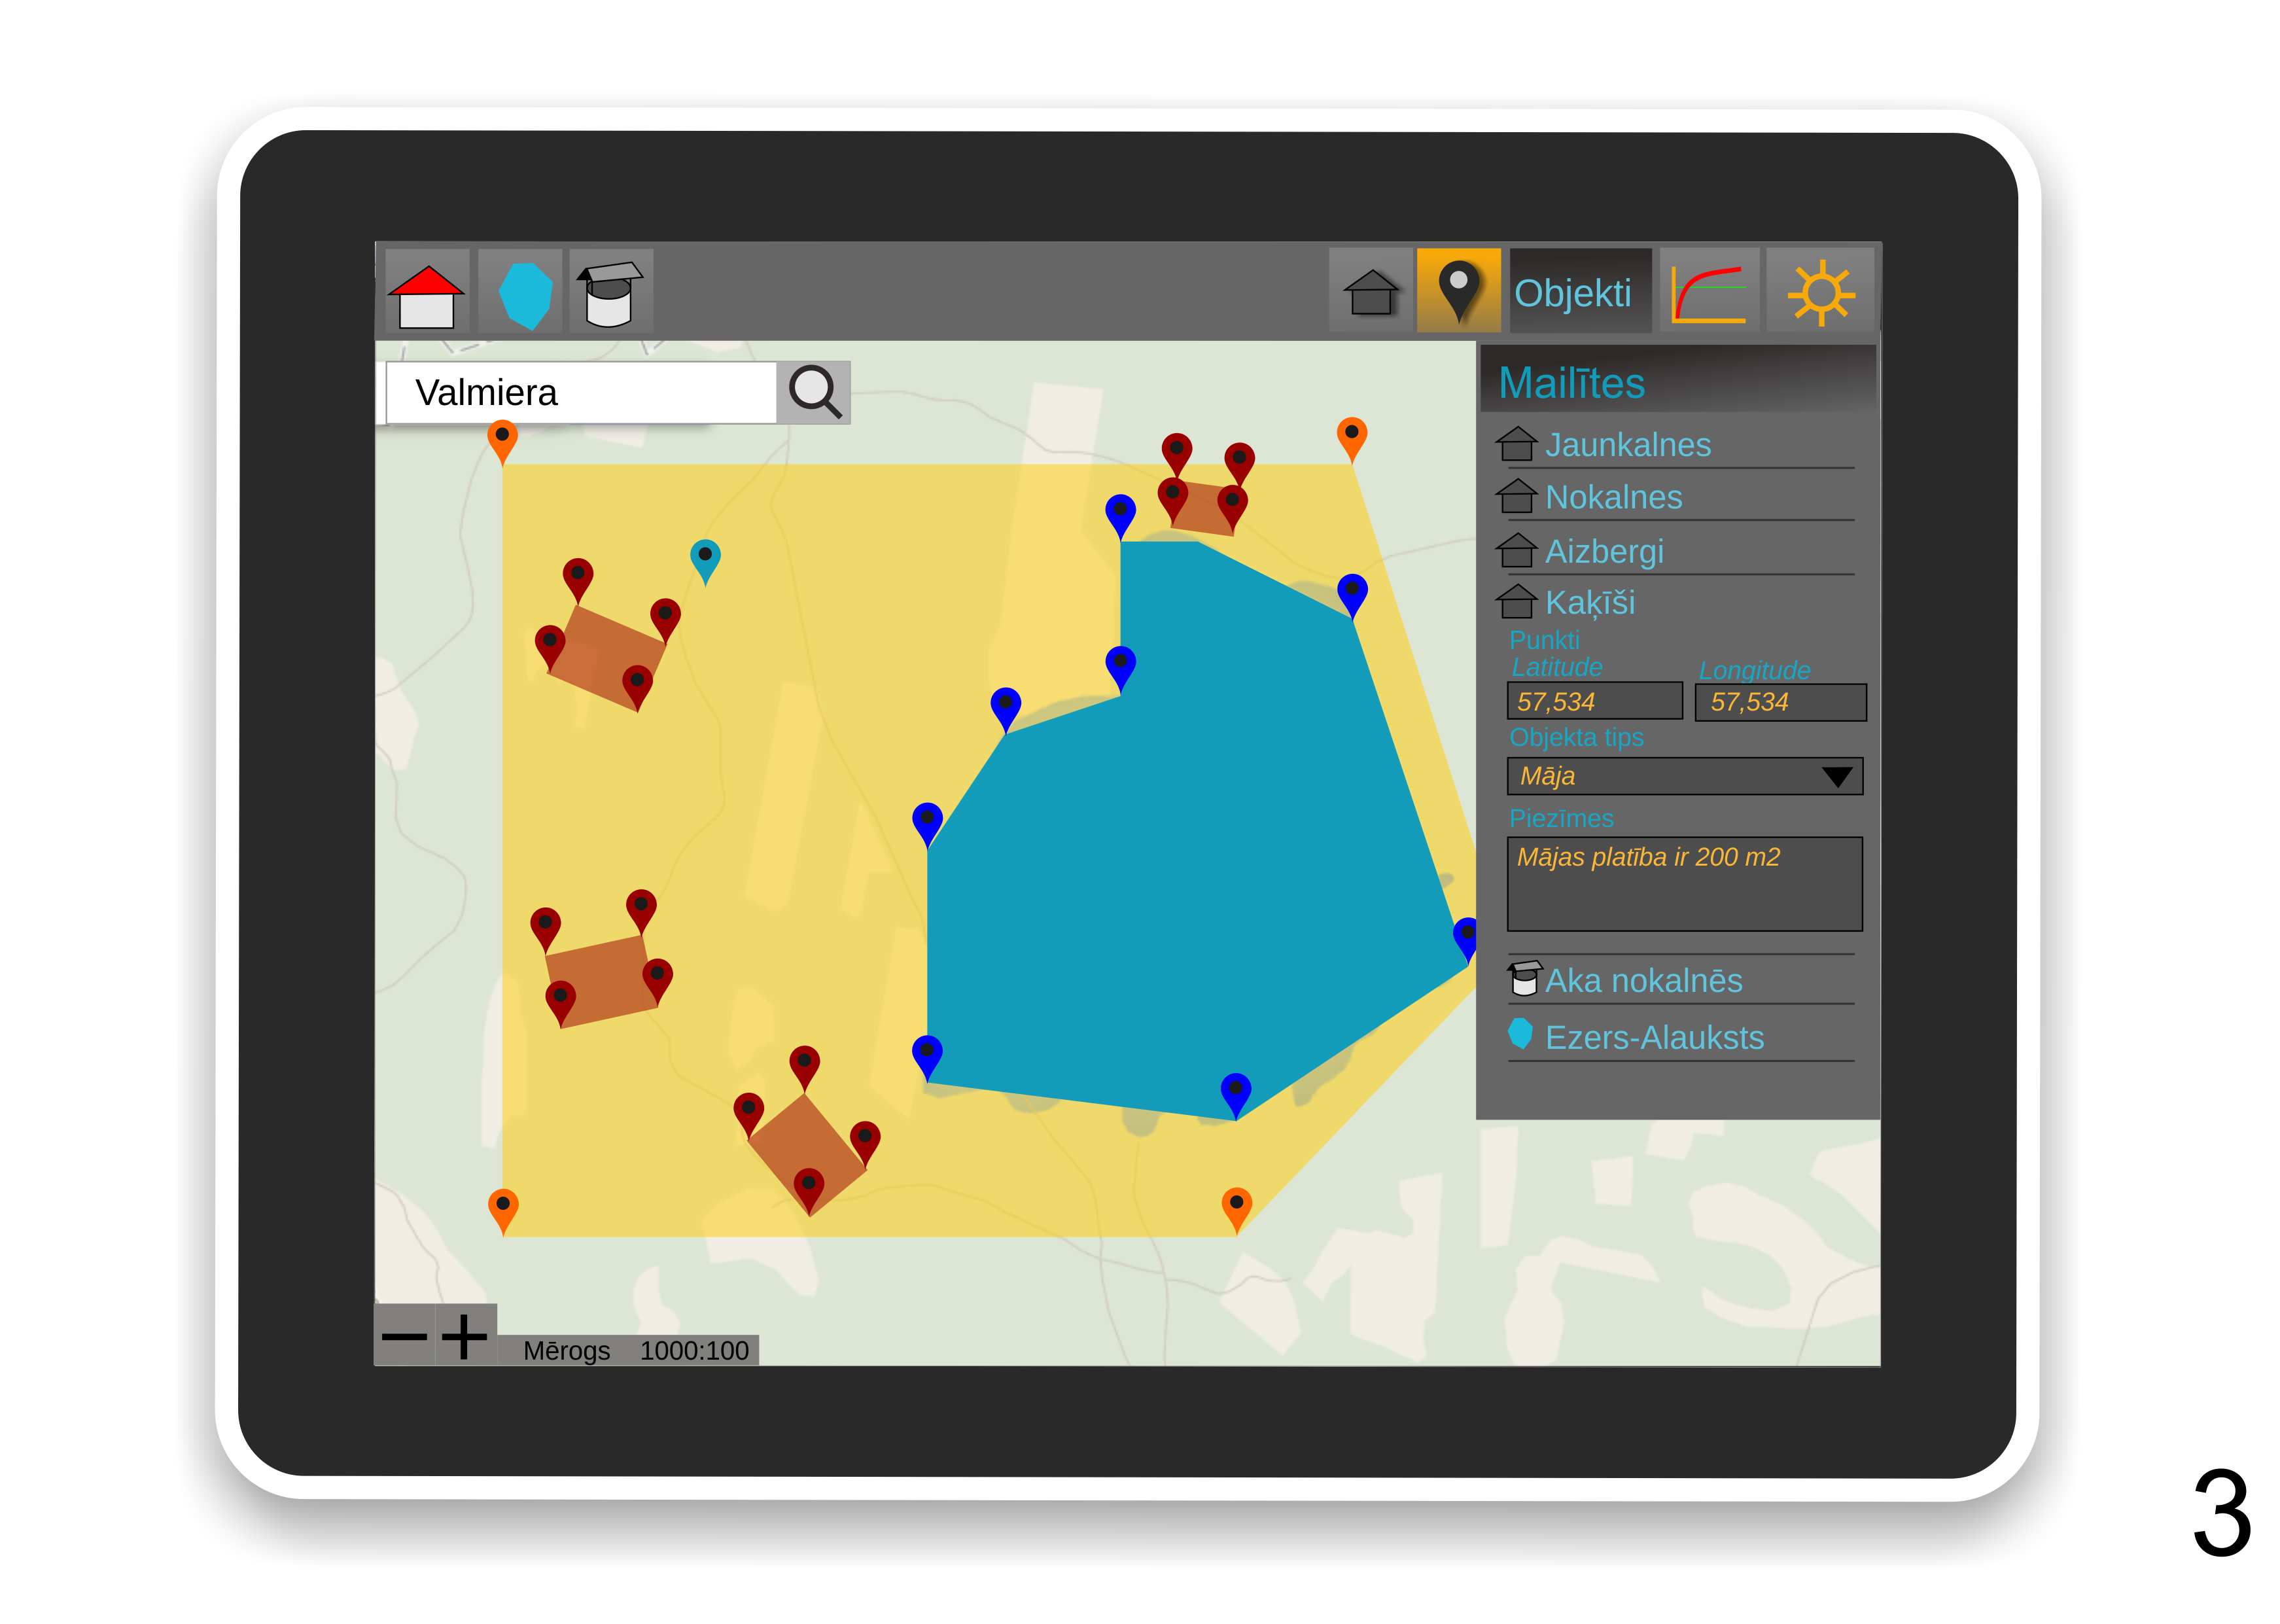 Objekti
Valmiera
Mailītes
Jaunkalnes
Nokalnes
Aizbergi
Kaķīši
Punkti
Latitude Longitude
57,534 57,534
Objekta tips
Māja
Piezīmes
Mājas platība ir 200 m2
Aka nokalnēs
Ezers-Alauksts
Mērogs 1000:100
3